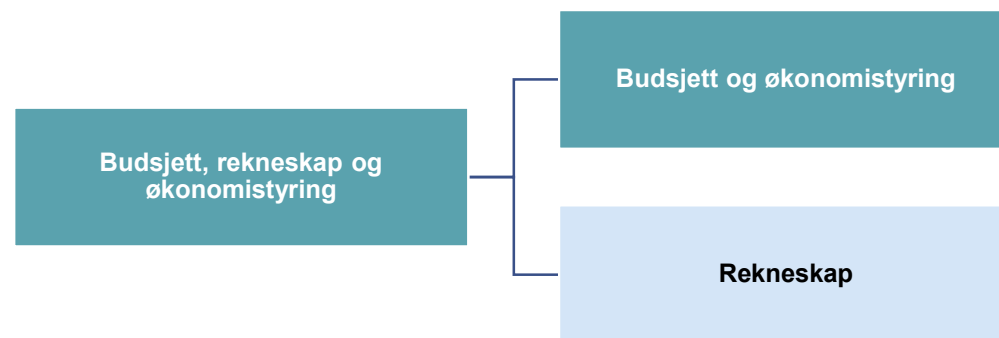 Budsjett og økonomistyring
Budsjett, rekneskap og
økonomistyring
Rekneskap